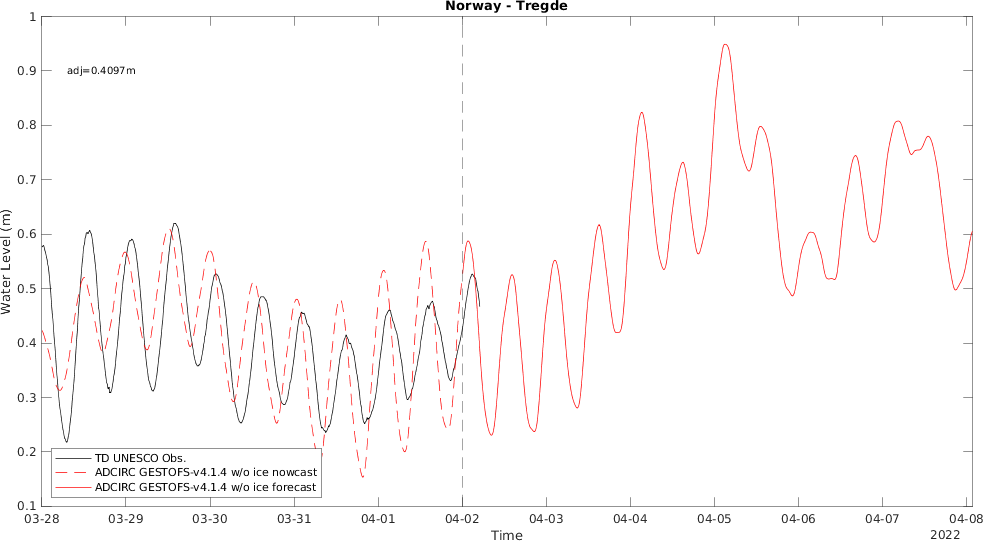 Norway - Tregde
1
0.9
adj=0.4097m
0.8
0.7
0.6
0.5
0.4
0.3
0.2
0.1
Water Level (m)
TD UNESCO Obs.
ADCIRC GESTOFS-v4.1.4 w/o ice nowcast
ADCIRC GESTOFS-v4.1.4 w/o ice forecast
03-28 03-29 03-30 03-31 04-01 04-02 04-03 04-04 04-05 04-06 04-07 04-08
Time
2022